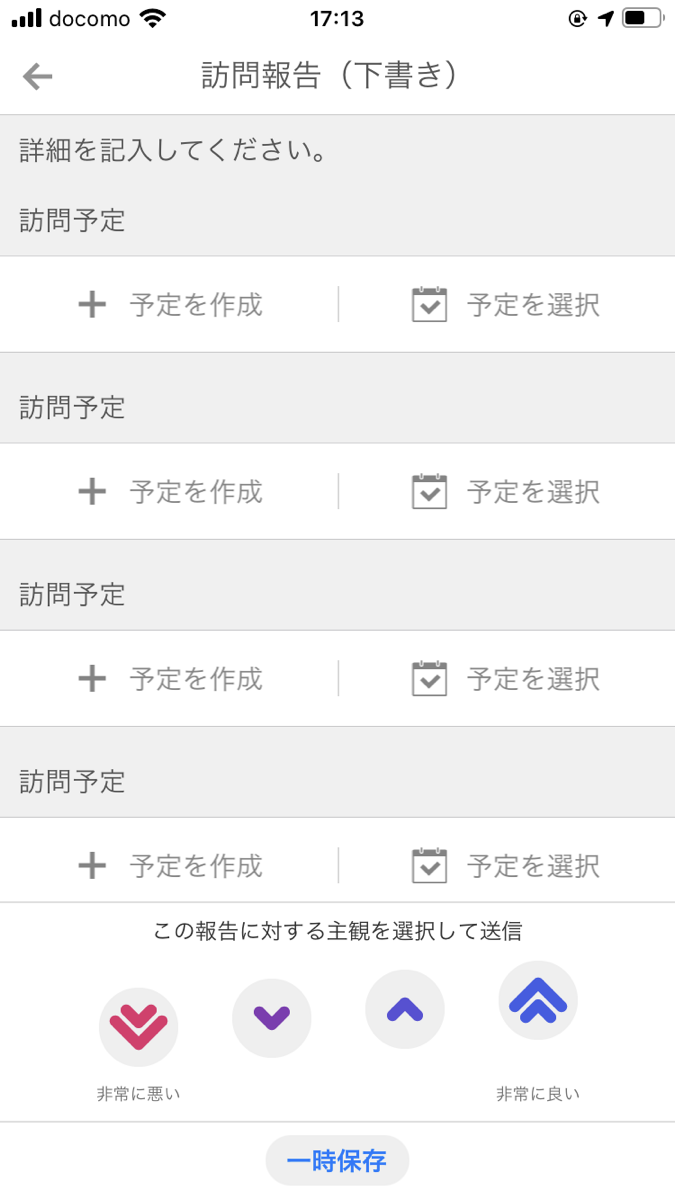 docomo 17:13
訪問報告（下書き）
詳細を記入してください。
訪問予定
予定を作成 予定を選択
訪問予定
予定を作成 予定を選択
訪問予定
予定を作成 予定を選択
訪問予定
予定を作成 予定を選択
この報告に対する主観を選択して送信
非常に悪い 非常に良い
一時保存